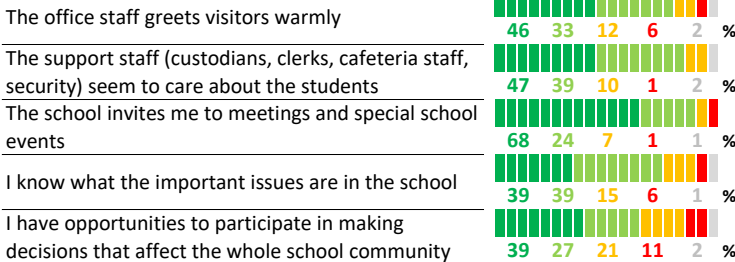 The office staff greets visitors warmly
46 33 12 6 2 %
The support staff (custodians, clerks, cafeteria staff,
security) seem to care about the students
47 39 10 1 2 %
The school invites me to meetings and special school
events
68 24 7 1 1 %
I know what the important issues are in the school
39 39 15 6 1 %
I have opportunities to participate in making
decisions that affect the whole school community
39 27 21 11 2 %